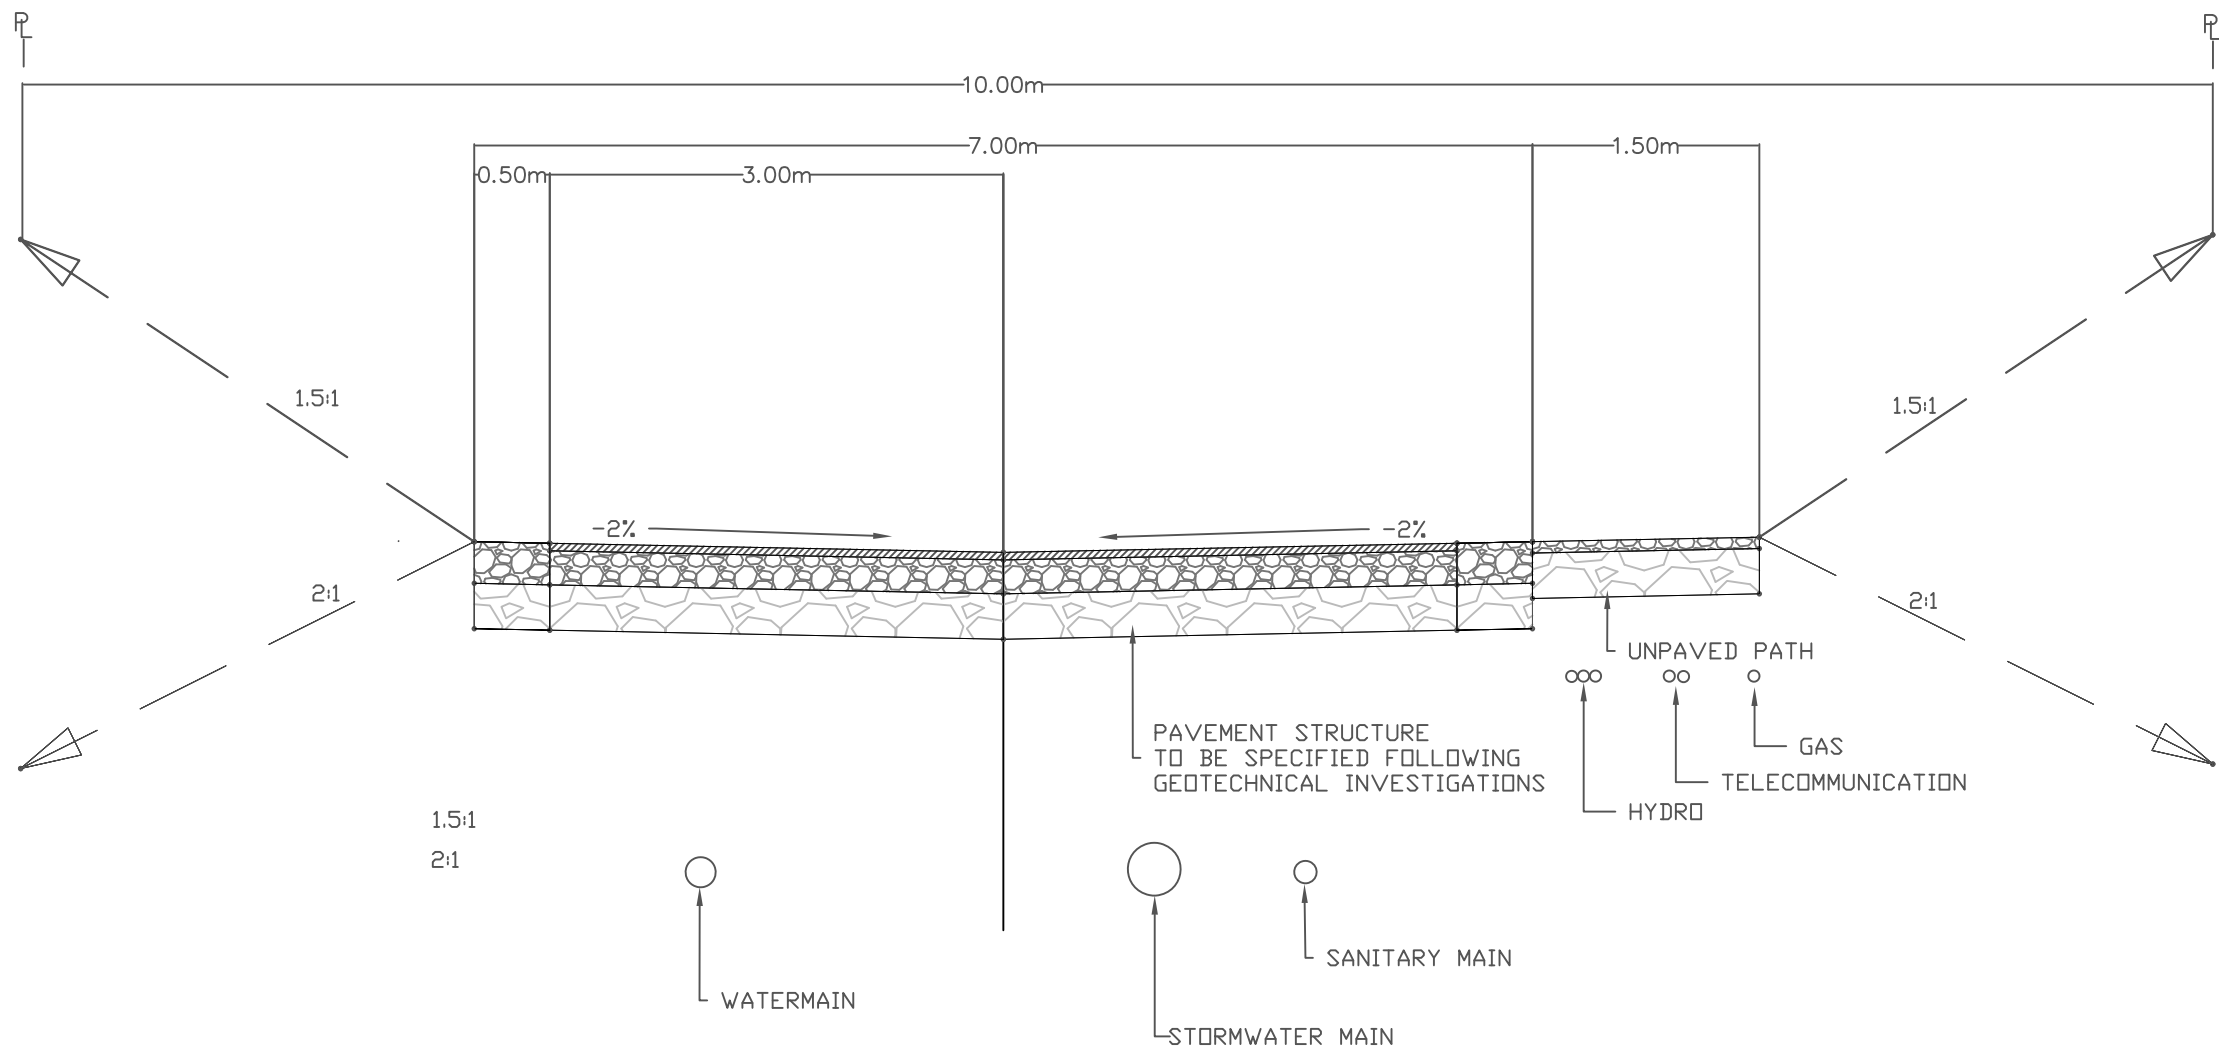 PL
PL
10.00m
7.00m
1.50m
0.50m
3.00m
1.5:1
1.5:1
-2%
-2%
2:1
2:1
UNPAVED PATH
PAVEMENT STRUCTURE
TO BE SPECIFIED FOLLOWING
GEOTECHNICAL INVESTIGATIONS
GAS
TELECOMMUNICATION
HYDRO
1.5:1
2:1
SANITARY MAIN
WATERMAIN
STORMWATER MAIN